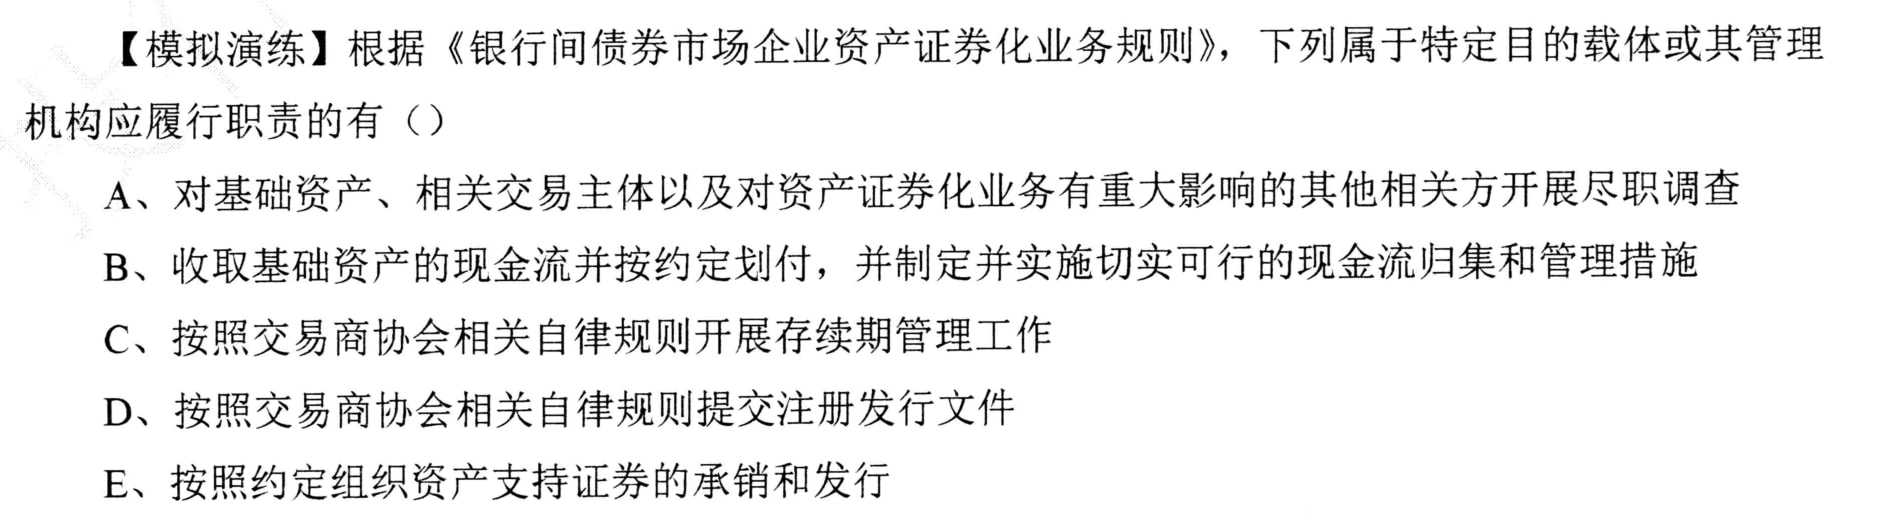 【模拟演练】根据《银行间债券市场企业资产证券化业务规则》，下列属于特定目的载体或其管理
机构应履行职责的有（）
A、对基础资产、相关交易主体以及对资产证券化业务有重大影响的其他相关方开展尽职调查
B、收取基础资产的现金流并按约定划付，并制定并实施切实可行的现金流归集和管理措施
C、按照交易商协会相关自律规则开展存续期管理工作
D、按照交易商协会相关自律规则提交注册发行文件
E、按照约定组织资产支持证券的承销和发行